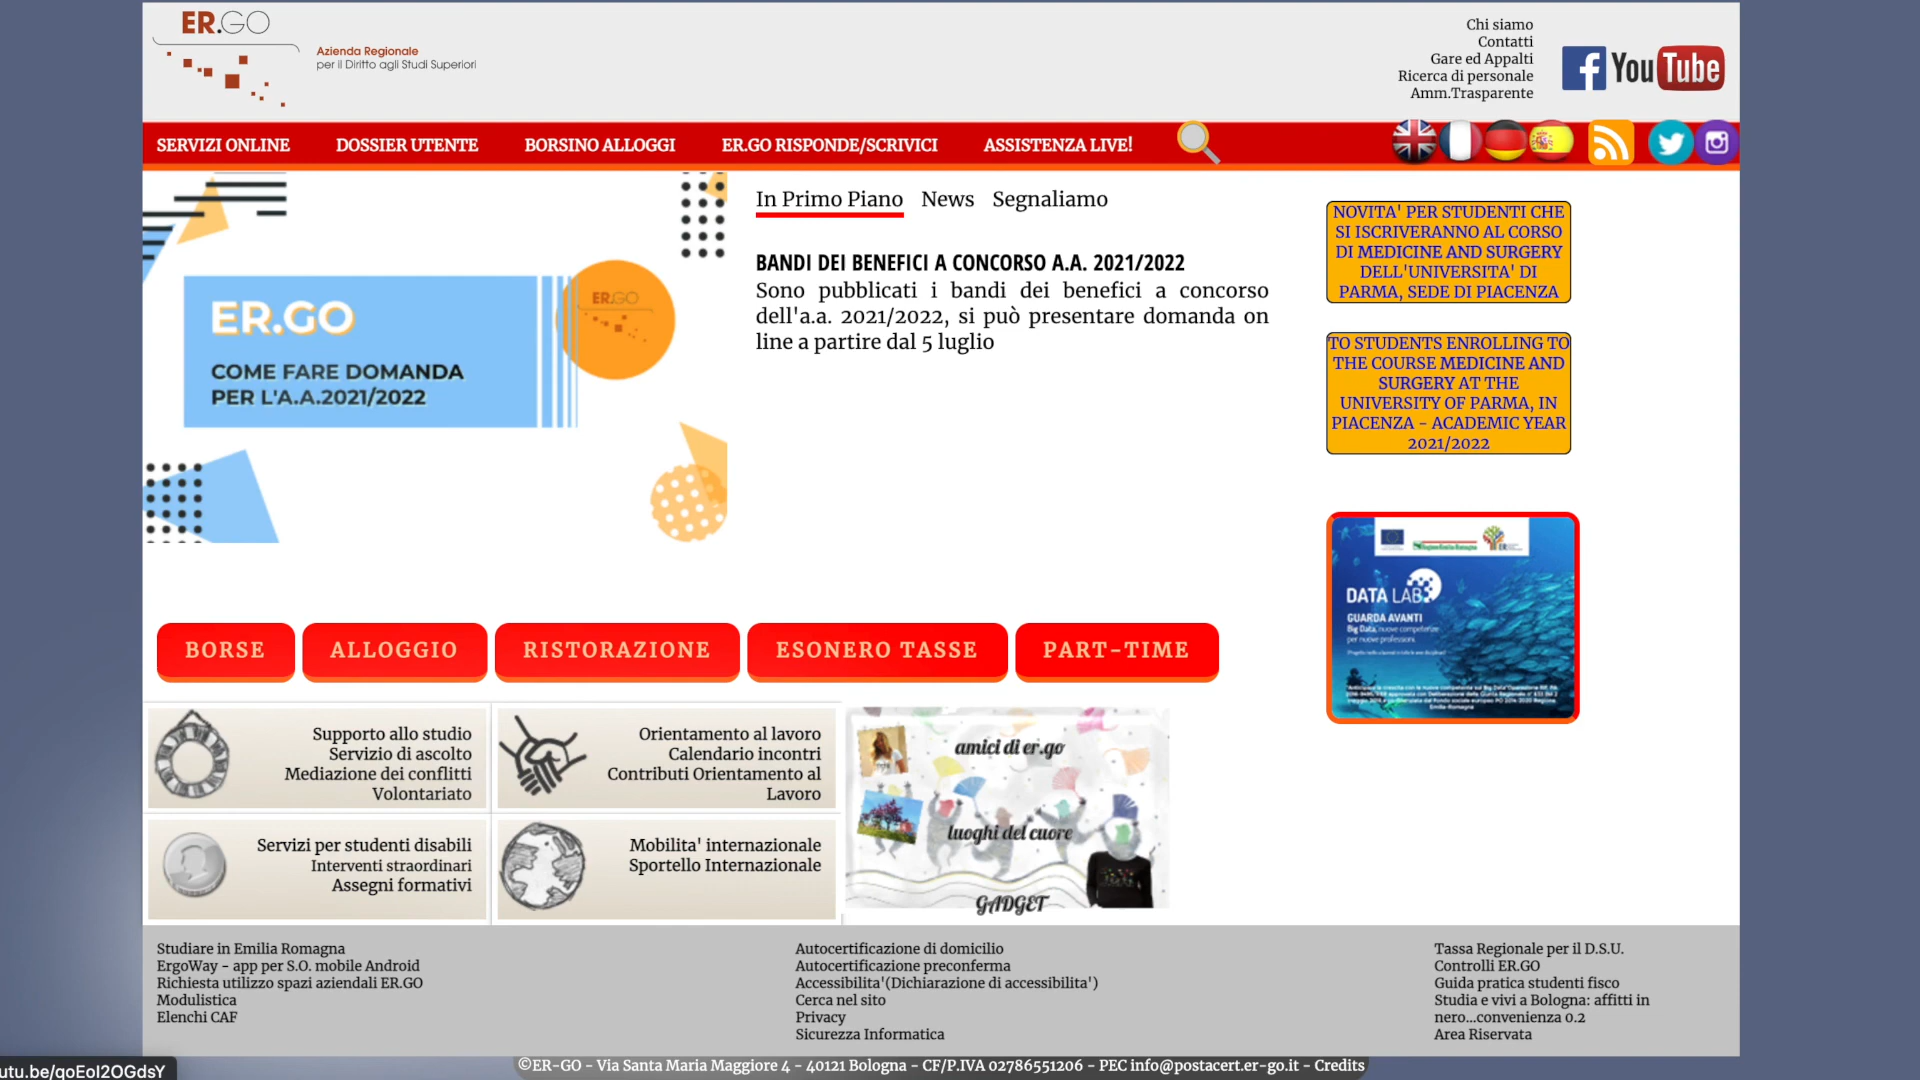 ER.GO
Azienda Regionale
per il Diritto agli Studi Superiori
Chi siamo
Contatti
Gare ed Appalti
Ricerca di personale
Amm.Trasparente
f
You Tube
SERVIZI ONLINE
DOSSIER UTENTE
BORSINO ALLOGGI
ER.GO RISPONDE/SCRIVICI
ASSISTENZA LIVE!
ER.GO
COME FARE DOMANDA
PER L'A.A.2021/2022
ER.GO
In Primo Piano
News
Segnaliamo
BANDI DEI BENEFICI A CONCORSO A.A. 2021/2022
Sono pubblicati i bandi dei benefici a concorso
dell'a.a. 2021/2022, si può presentare domanda on
line a partire dal 5 luglio
NOVITA' PER STUDENTI CHE
SI ISCRIVERANNO AL CORSO
DI MEDICINE AND SURGERY
DELL'UNIVERSITA' DI
PARMA, SEDE DI PIACENZA
TO STUDENTS ENROLLING TO
THE COURSE MEDICINE AND
SURGERY AT THE
UNIVERSITY OF PARMA, IN
PIACENZA - ACADEMIC YEAR
2021/2022
DATA LAB
GUARDA AVANTI
Big Data, nuove competenze
per nuove professioni.
BORSE
ALLOGGIO
RISTORAZIONE
ESONERO TASSE
PART-TIME
Supporto allo studio
Servizio di ascolto
Mediazione dei conflitti
Volontariato
Orientamento al lavoro
Calendario incontri
Contributi Orientamento al
Lavoro
Servizi per studenti disabili
Interventi straordinari
Assegni formativi
Mobilita' internazionale
Sportello Internazionale
amici di er.go
luoghi del cuore
GADGET
Studiare in Emilia Romagna
ErgoWay - app per S.O. mobile Android
Richiesta utilizzo spazi aziendali ER.GO
Modulistica
Elenchi CAF
Autocertificazione di domicilio
Autocertificazione preconferma
Accessibilita'(Dichiarazione di accessibilita')
Cerca nel sito
Privacy
Sicurezza Informatica
Tassa Regionale per il D.S.U.
Controlli ER.GO
Guida pratica studenti fisco
Studia e vivi a Bologna: affitti in
nero...convenienza 0.2
Area Riservata
©ER-GO - Via Santa Maria Maggiore 4 - 40121 Bologna - CF/P.IVA 02786551206 - PEC info@postacert.er-go.it - Credits
utu.be/qoEoI2OGdsY